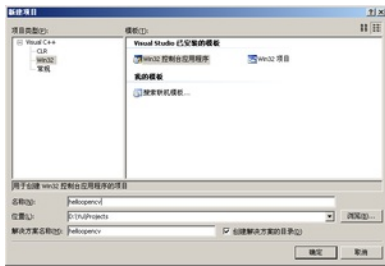 新建项目
项目类型(P):
模板(T):
Visual C++
CLR
Win32
常规
Visual Studio 已安装的模板
Win32 控制台应用程序
Win32 项目
我的模板
搜索联机模板...
用于创建 Win32 控制台应用程序的项目
名称(N):
helloopencv
位置(L):
D:\YuProjects
浏览(B)...
解决方案名称(M):
helloopencv
创建解决方案的目录(D)
确定
取消